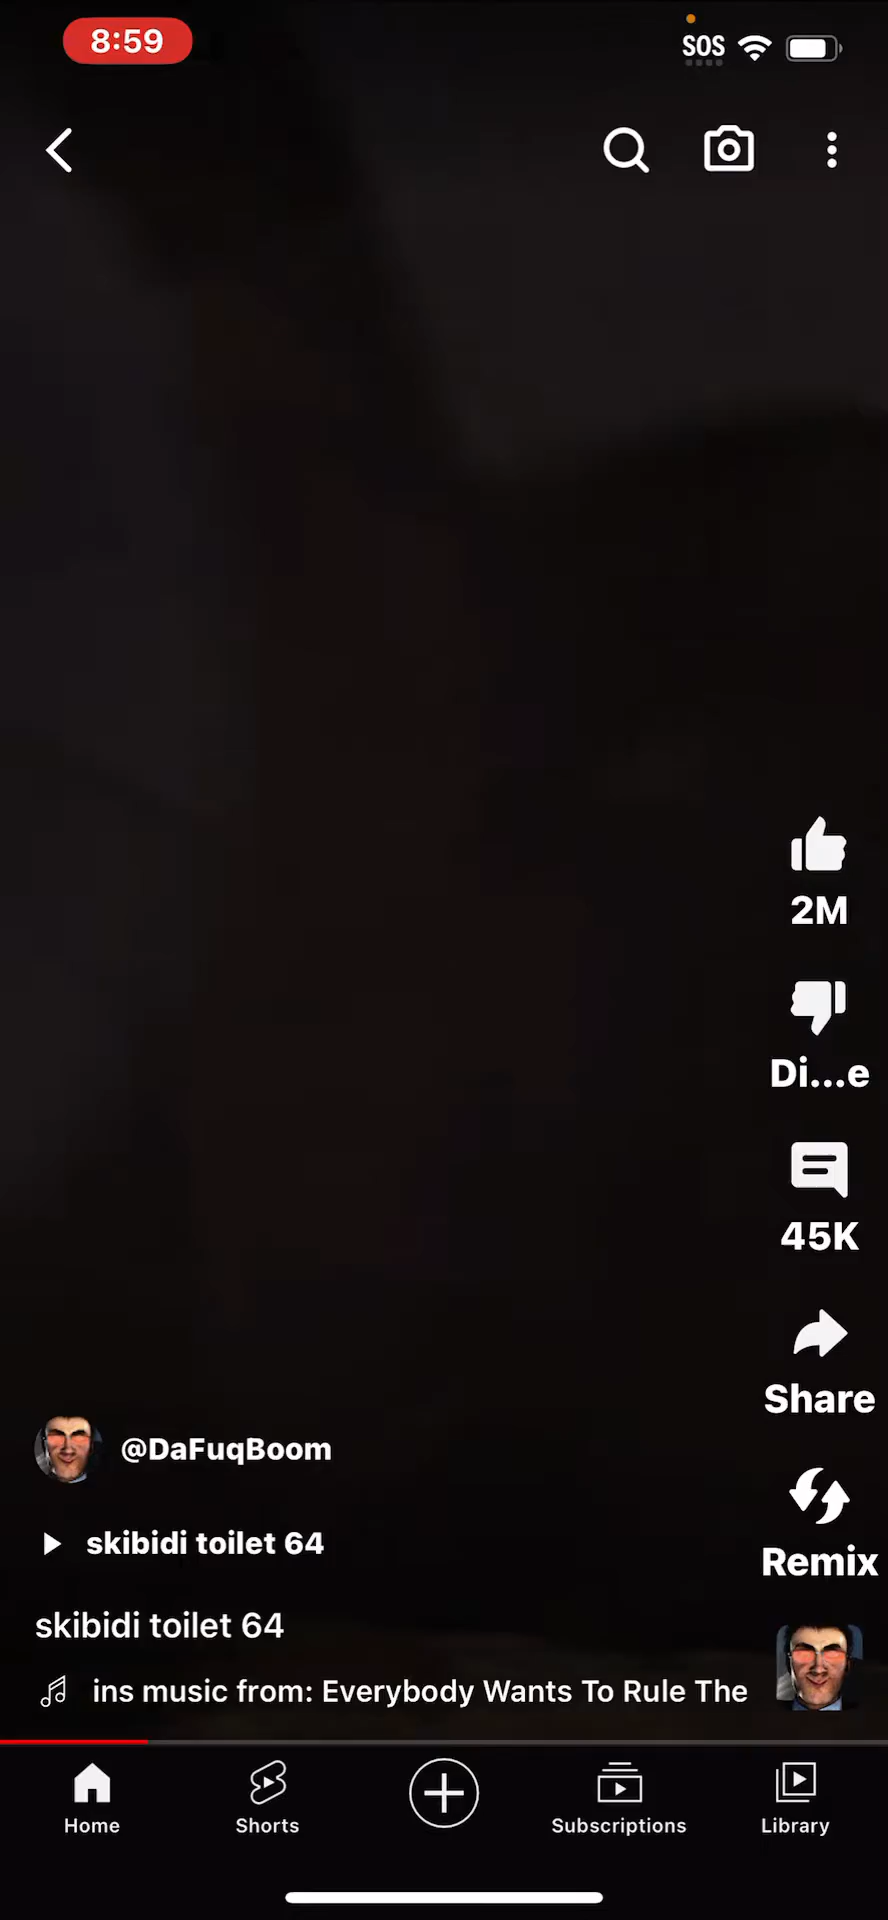 8:59
SOS
2M
Di...e
45K
Share
@DaFuqBoom
Remix
skibidi toilet 64
skibidi toilet 64
ins music from: Everybody Wants To Rule The
Home
Shorts
Subscriptions
Library